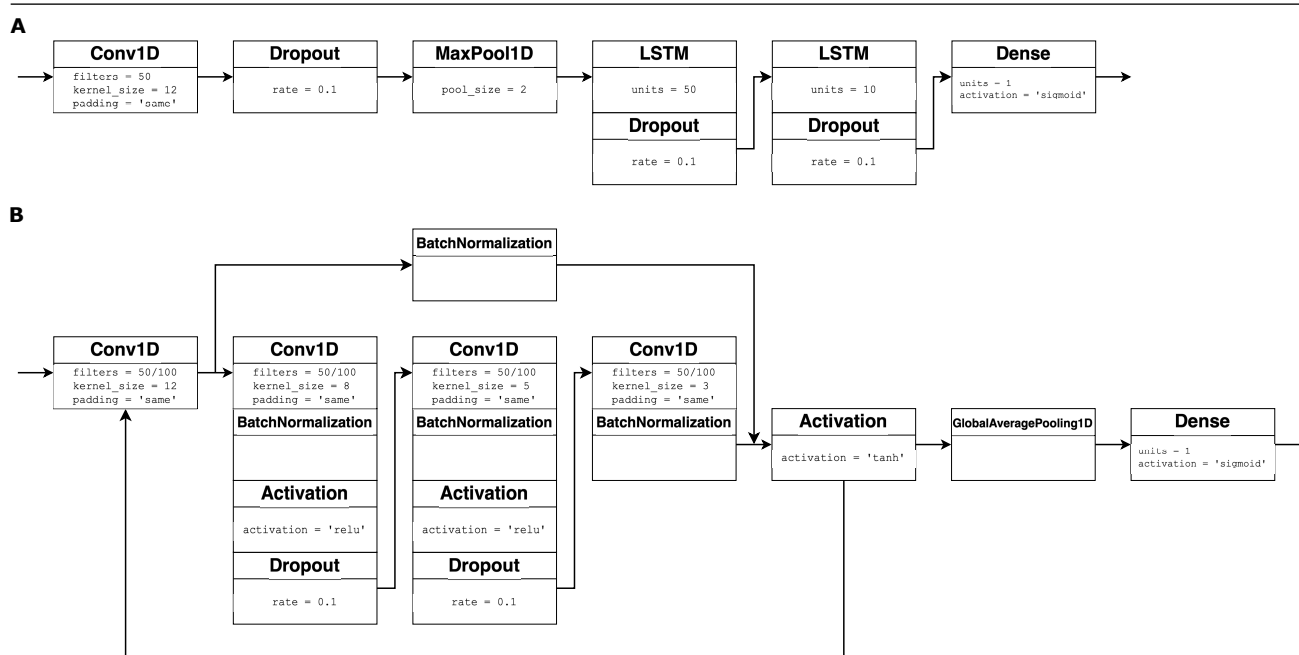 A
Conv1D
filters = 50
kernel_size = 12
padding = 'same'
Dropout
rate = 0.1
MaxPool1D
pool_size = 2
LSTM
units = 50
Dropout
rate = 0.1
LSTM
units = 10
Dropout
rate = 0.1
Dense
units = 1
activation = 'sigmoid'
B
BatchNormalization
Conv1D
filters = 50/100
kernel_size = 12
padding = 'same'
Conv1D
filters = 50/100
kernel_size = 8
padding = 'same'
BatchNormalization
Activation
activation = 'relu'
Dropout
rate = 0.1
Conv1D
filters = 50/100
kernel_size = 5
padding = 'same'
BatchNormalization
Activation
activation = 'relu'
Dropout
rate = 0.1
Conv1D
filters = 50/100
kernel_size = 3
padding = 'same'
BatchNormalization
Activation
activation = 'tanh'
GlobalAveragePooling1D
Dense
units = 1
activation = 'sigmoid'